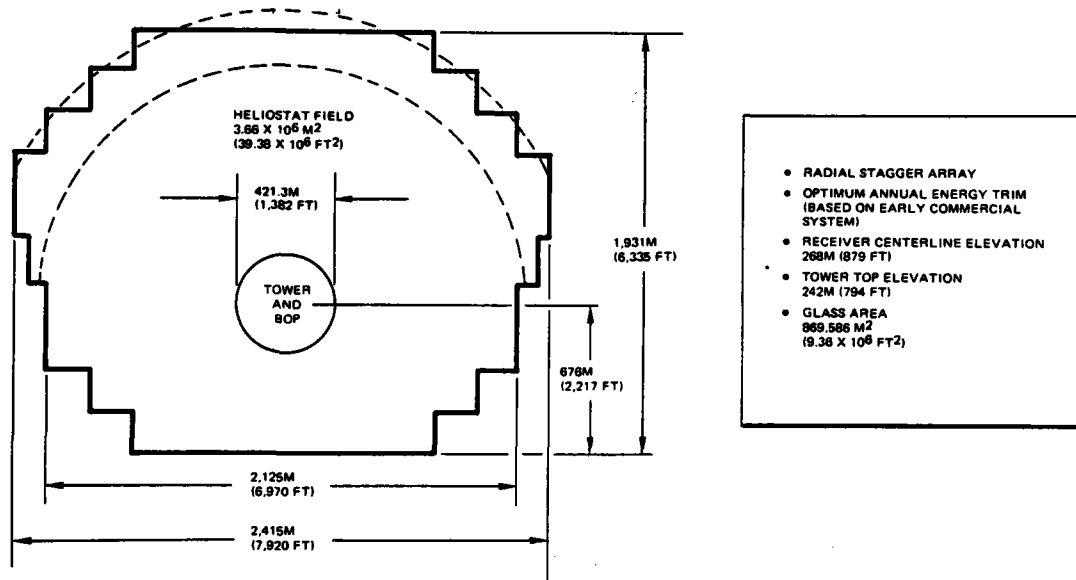 HELIOSTAT FIELD
3.66 X 10⁶ M²
(39.38 X 10⁶ FT²)
421.3M
(1,382 FT)
TOWER
AND
BOP
1,931M
(6,335 FT)
676M
(2,217 FT)
2,125M
(6,970 FT)
2,415M
(7,920 FT)
• RADIAL STAGGER ARRAY
• OPTIMUM ANNUAL ENERGY TRIM
(BASED ON EARLY COMMERCIAL
SYSTEM)
• RECEIVER CENTERLINE ELEVATION
268M (879 FT)
• TOWER TOP ELEVATION
242M (794 FT)
• GLASS AREA
869.586 M²
(9.36 X 10⁶ FT²)